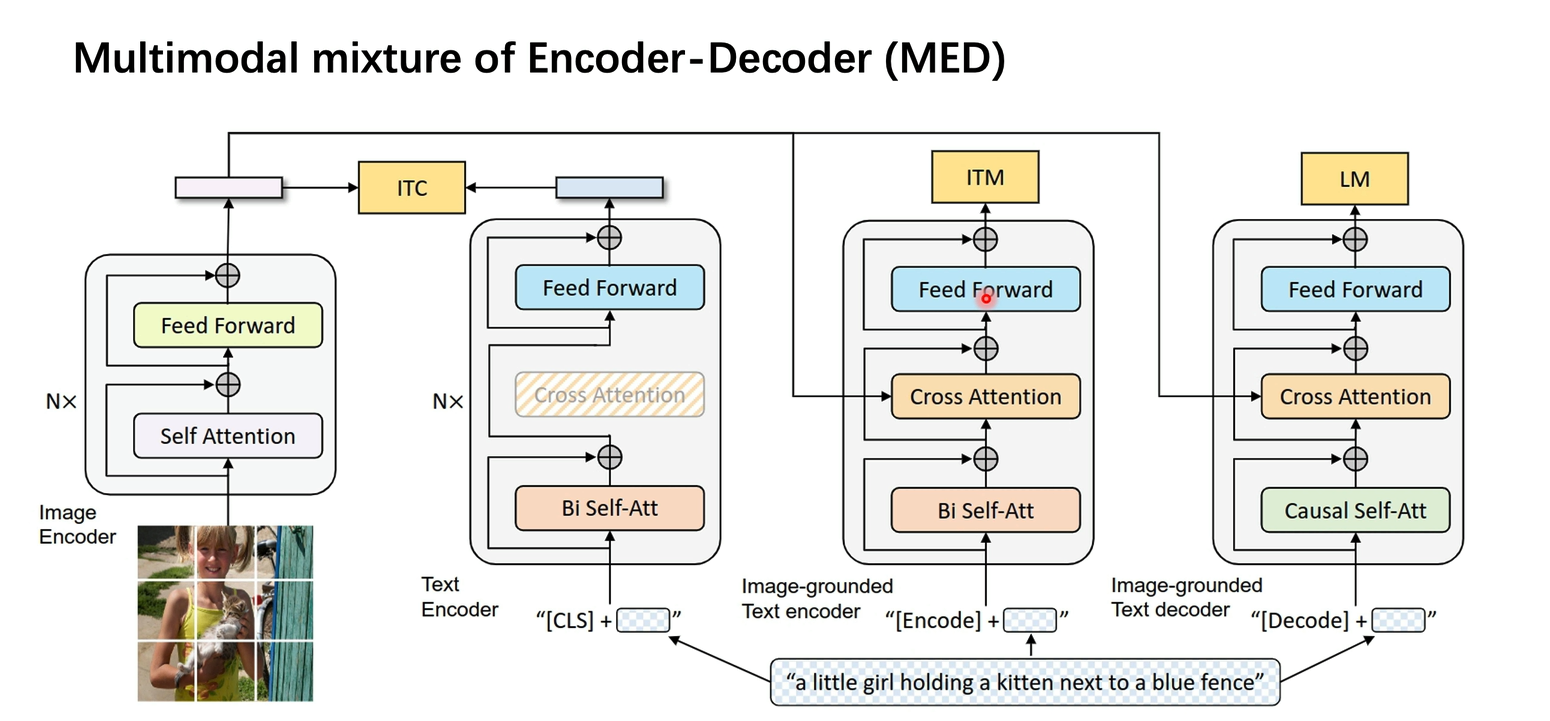 Multimodal mixture of Encoder-Decoder (MED)
ITC
ITM
LM
Feed Forward
Self Attention
N×
Image
Encoder
Feed Forward
Cross Attention
Bi Self-Att
N×
Text
Encoder
“[CLS] + ”
Feed Forward
Cross Attention
Bi Self-Att
Image-grounded
Text encoder
“[Encode] + ”
Feed Forward
Cross Attention
Causal Self-Att
Image-grounded
Text decoder
“[Decode] + ”
“a little girl holding a kitten next to a blue fence”